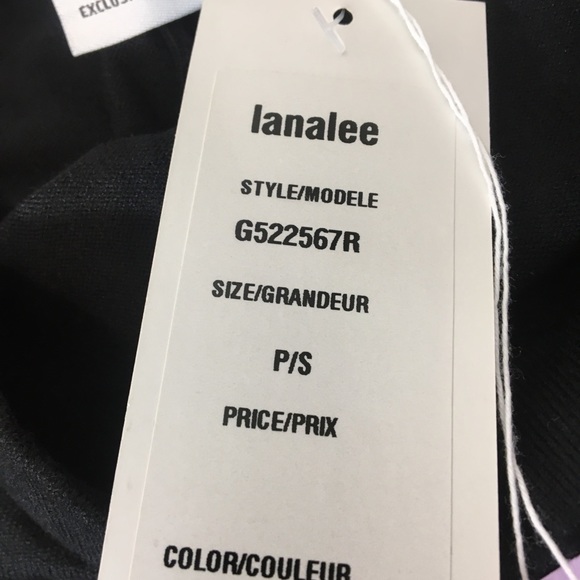 lanalee
STYLE/MODELE
G522567R
SIZE/GRANDEUR
P/S
PRICE/PRIX
COLOR/COULEUR